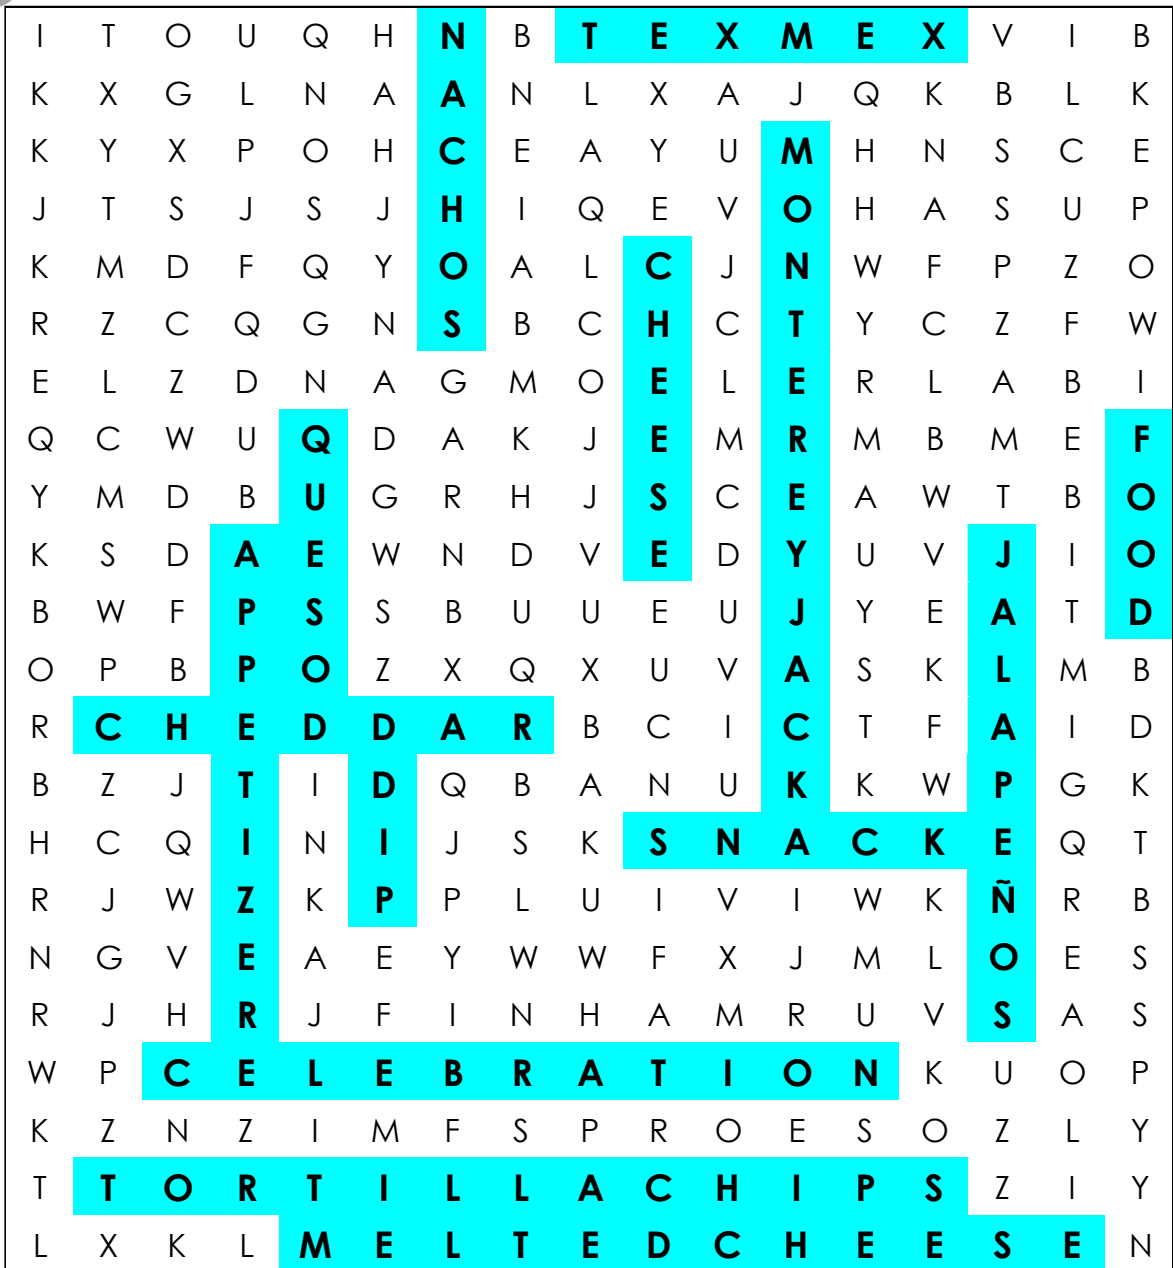 I T O U Q H N B T E X M E X V I B
K X G L N A A N L X A J Q K B L K
K Y X P O H C E A Y U M H N S C E
J T S J S J H I Q E V O H A S U P
K M D F Q Y O A L C J N W F P Z O
R Z C Q G N S B C H C T Y C Z F W
E L Z D N A G M O E L E R L A B I
Q C W U Q D A K J E M R M B M E F
Y M D B U G R H J S C E A W T B O
K S D A E W N D V E D Y U V J I O
B W F P S S B U U E U J Y E A T D
O P B P O Z X Q X U V A S K L M B
R C H E D D A R B C I C T F A I D
B Z J T I D Q B A N U K K W P G K
H C Q I N I J S K S N A C K E Q T
R J W Z K P P L U I V I W K Ñ R B
N G V E A E Y W W F X J M L O E S
R J H R J F I N H A M R U V S A S
W P C E L E B R A T I O N K U O P
K Z N Z I M F S P R O E S O Z L Y
T T O R T I L L A C H I P S Z I Y
L X K L M E L T E D C H E E S E N